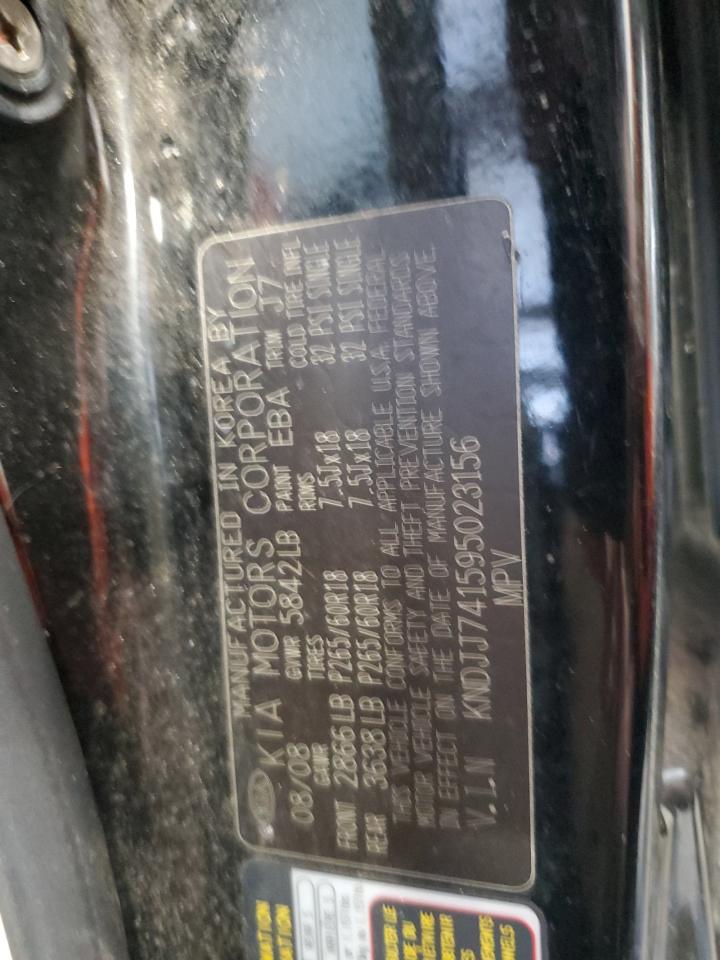 MANUFACTURED IN KOREA BY
KIA KIA MOTORS CORPORATION
08/08 GVWR 5842LB PAINT EBA TRIM J7
GAWR TIRES RIMS COLD TIRE INFL
FRONT 2866LB P265/60R18 7.5Jx18 32 PSI SINGLE
REAR 3638LB P265/60R18 7.5Jx18 32 PSI SINGLE
THIS VEHICLE CONFORMS TO ALL APPLICABLE U.S.A FEDERAL
MOTOR VEHICLE SAFETY AND THEFT PREVENTION STANDARDS
IN EFFECT ON THE DATE OF MANUFACTURE SHOWN ABOVE.
V.I.N KNDJJ741595023156
MPV